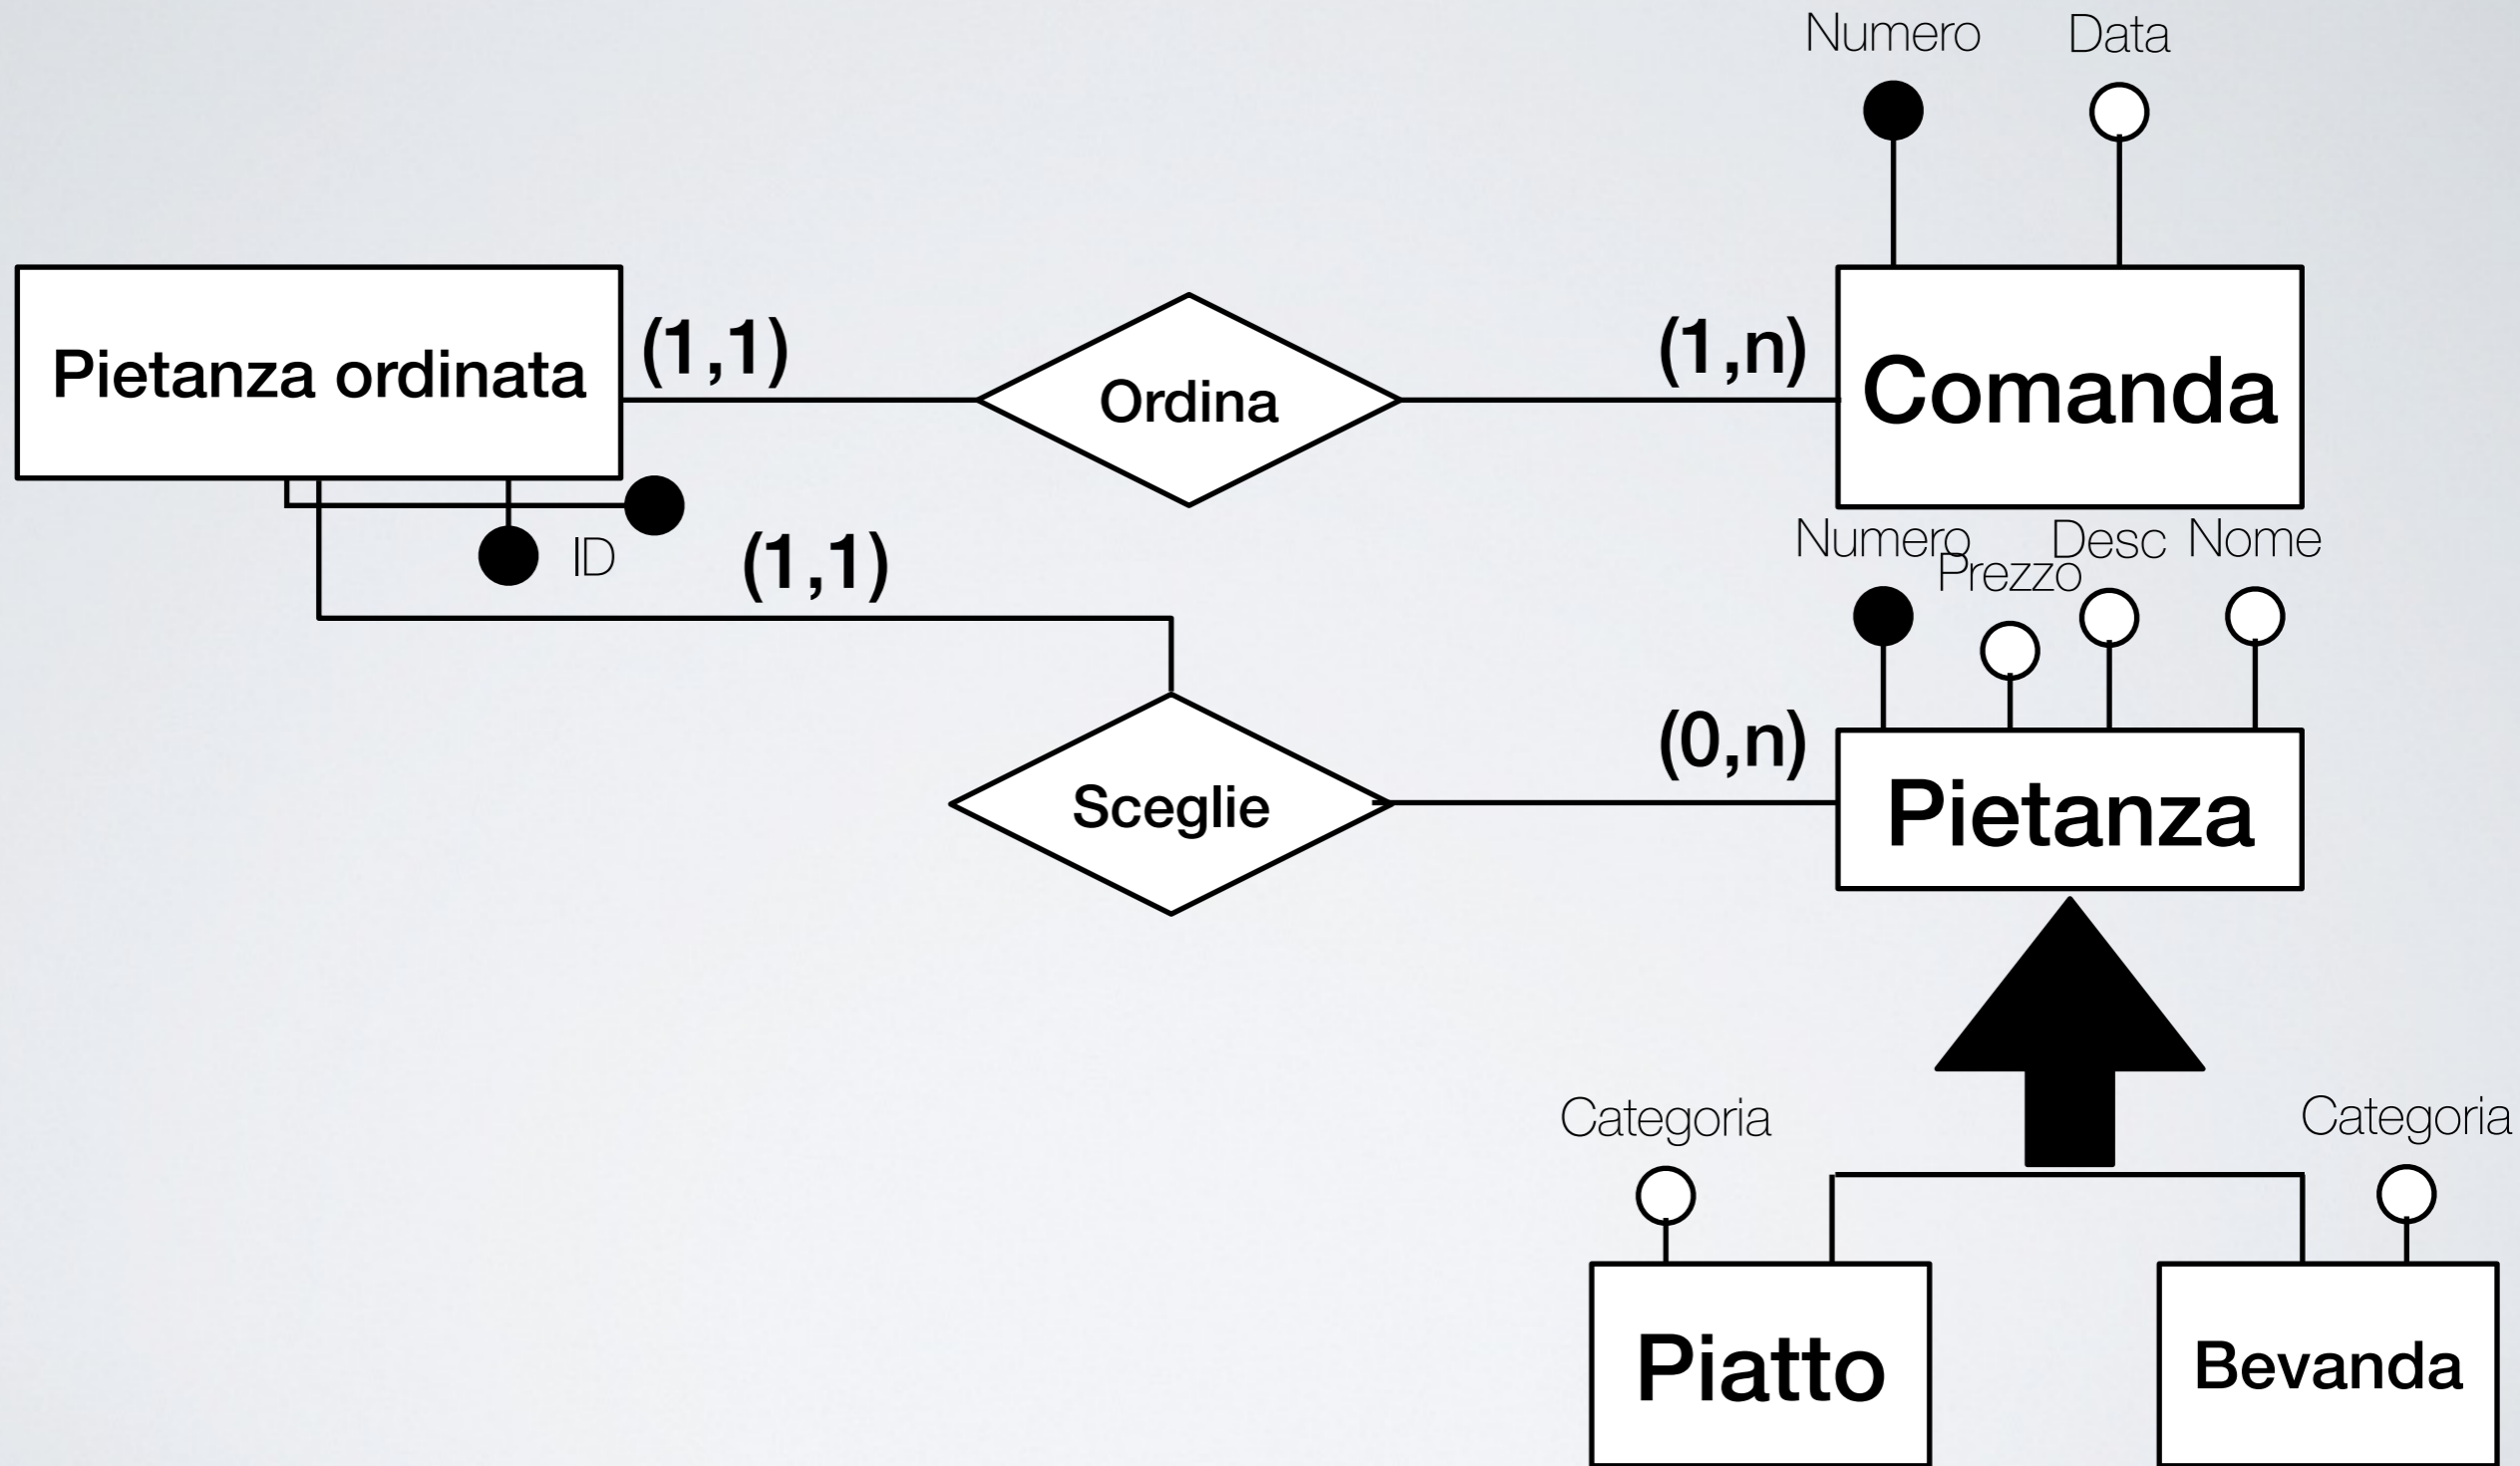 Numero Data
Pietanza ordinata (1,1) Ordina (1,n) Comanda
ID (1,1)
Numero Prezzo Desc Nome
Sceglie (0,n) Pietanza
Categoria Categoria
Piatto Bevanda